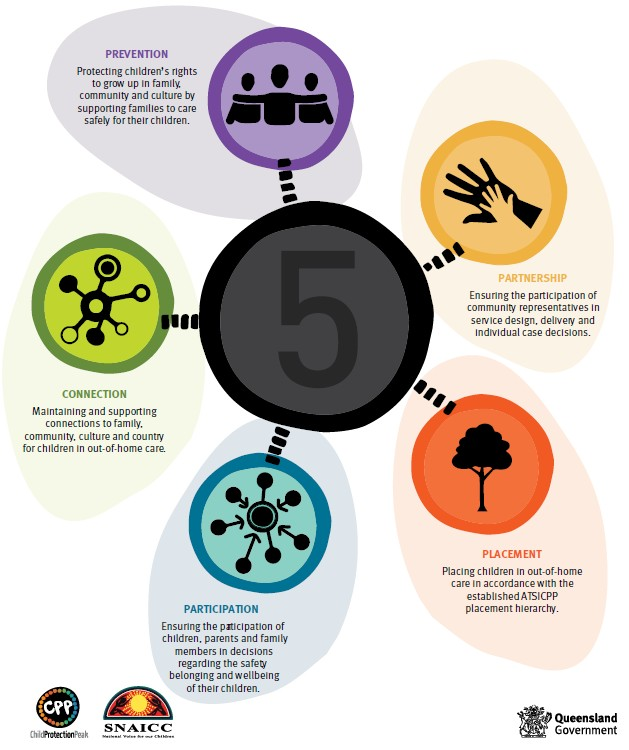 PREVENTION
Protecting children's rights
to grow up in family,
community and culture by
supporting families to care
safely for their children.
PARTNERSHIP
Ensuring the participation of
community representatives in
service design, delivery and
individual case decisions.
5
CONNECTION
Maintaining and supporting
connections to family,
community, culture and country
for children in out-of-home care.
PLACEMENT
Placing children in out-of-home
care in accordance with the
established ATSICPP
placement hierarchy.
PARTICIPATION
Ensuring the paticipation of
children, parents and family
members in decisions
regarding the safety
belonging and wellbeing
of their children.
CPP
ChildProtectionPeak
SNAICC
National Voice for our Children
Queensland
Government